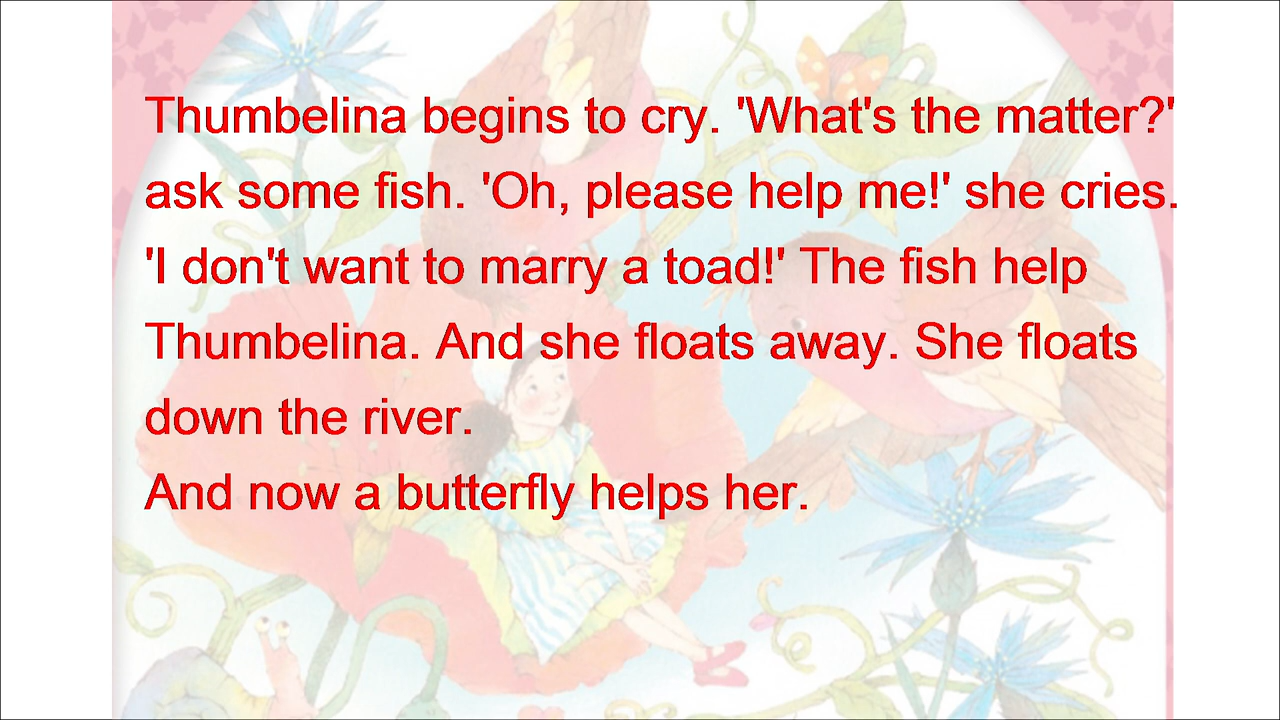 Thumbelina begins to cry. 'What's the matter?'
ask some fish. 'Oh, please help me!' she cries.
'I don't want to marry a toad!' The fish help
Thumbelina. And she floats away. She floats
down the river.
And now a butterfly helps her.